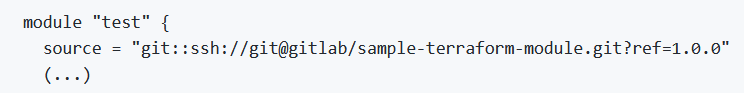 module "test" {
source = "git::ssh://git@gitlab/sample-terraform-module.git?ref=1.0.0"
(...)